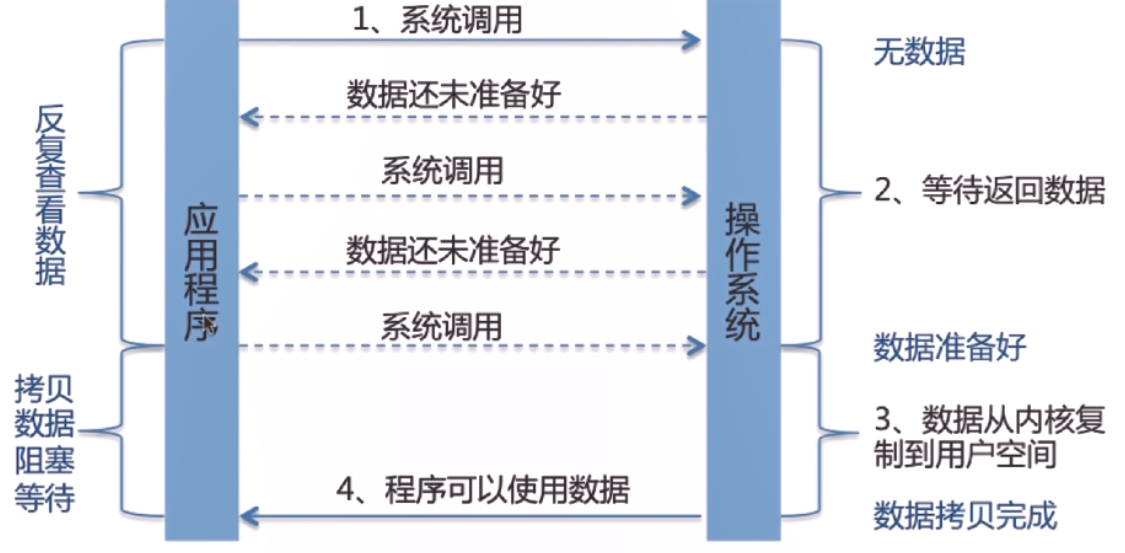 1、系统调用
无数据
数据还未准备好
反复查看数据
系统调用
2、等待返回数据
应用程序
操作系统
数据还未准备好
系统调用
数据准备好
拷贝
数据
阻塞
等待
3、数据从内核复
制到用户空间
4、程序可以使用数据
数据拷贝完成